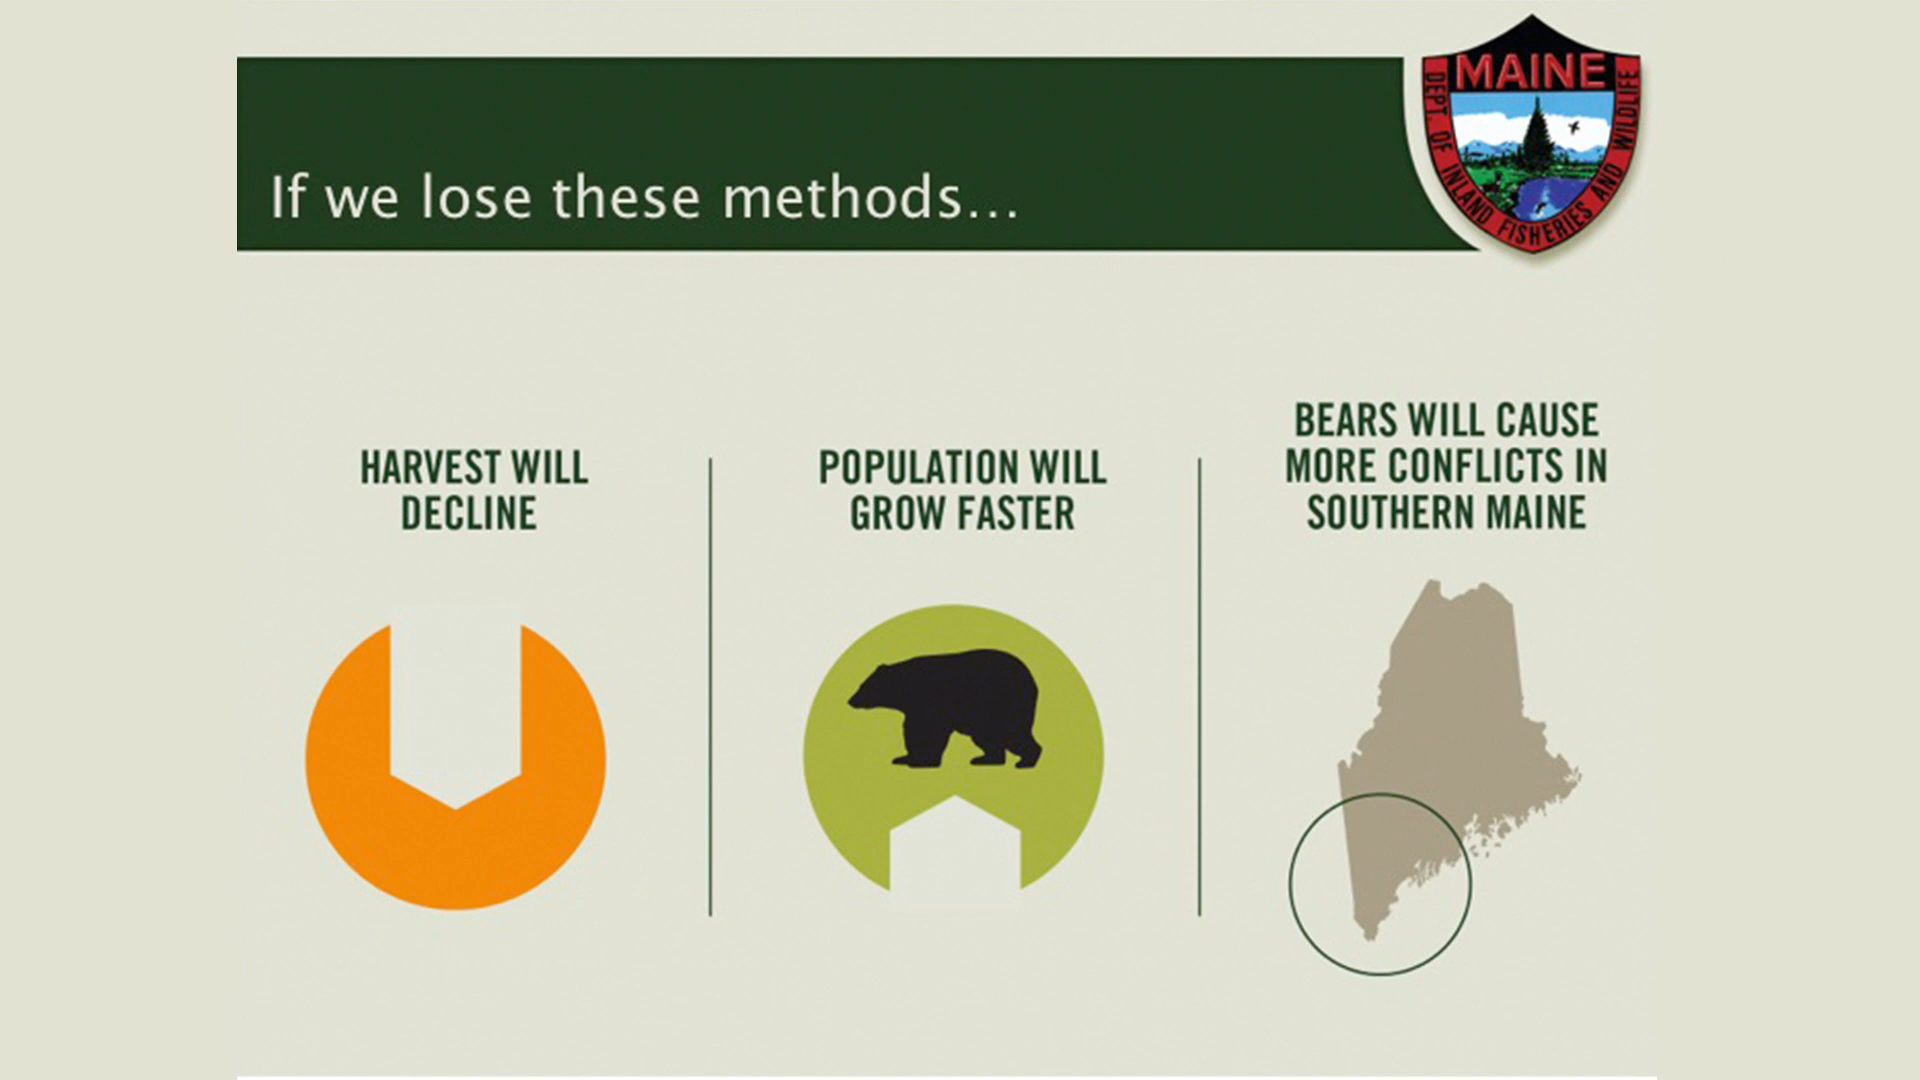 MAINE
DEPT. OF INLAND FISHERIES AND WILDLIFE
If we lose these methods...
HARVEST WILL
DECLINE
POPULATION WILL
GROW FASTER
BEARS WILL CAUSE
MORE CONFLICTS IN
SOUTHERN MAINE